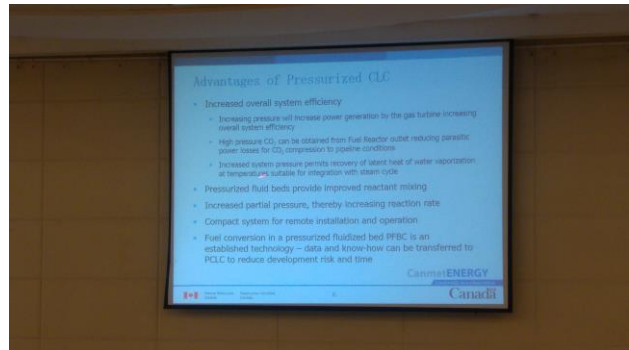 Advantages of Pressurized CLC
• Increased overall system efficiency
• Increasing pressure will increase power generation by the gas turbine increasing
overall system efficiency
• High pressure CO₂ can be obtained from Fuel Reactor outlet reducing parasitic
power losses for CO₂ compression to pipeline conditions
• Increased system pressure permits recovery of latent heat of water vaporization
at temperatures suitable for integration with steam cycle
• Pressurized fluid beds provide improved reactant mixing
• Increased partial pressure, thereby increasing reaction rate
• Compact system for remote installation and operation
• Fuel conversion in a pressurized fluidized bed PFBC is an
established technology – data and know-how can be transferred to
PCLC to reduce development risk and time
CanmetENERGY
Canada